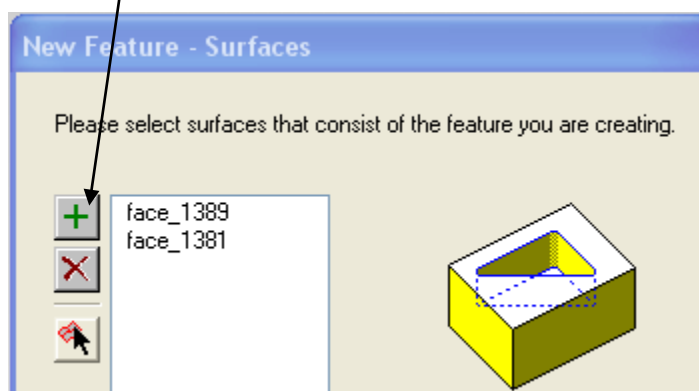 New Feature - Surfaces
Please select surfaces that consist of the feature you are creating.
face_1389
face_1381